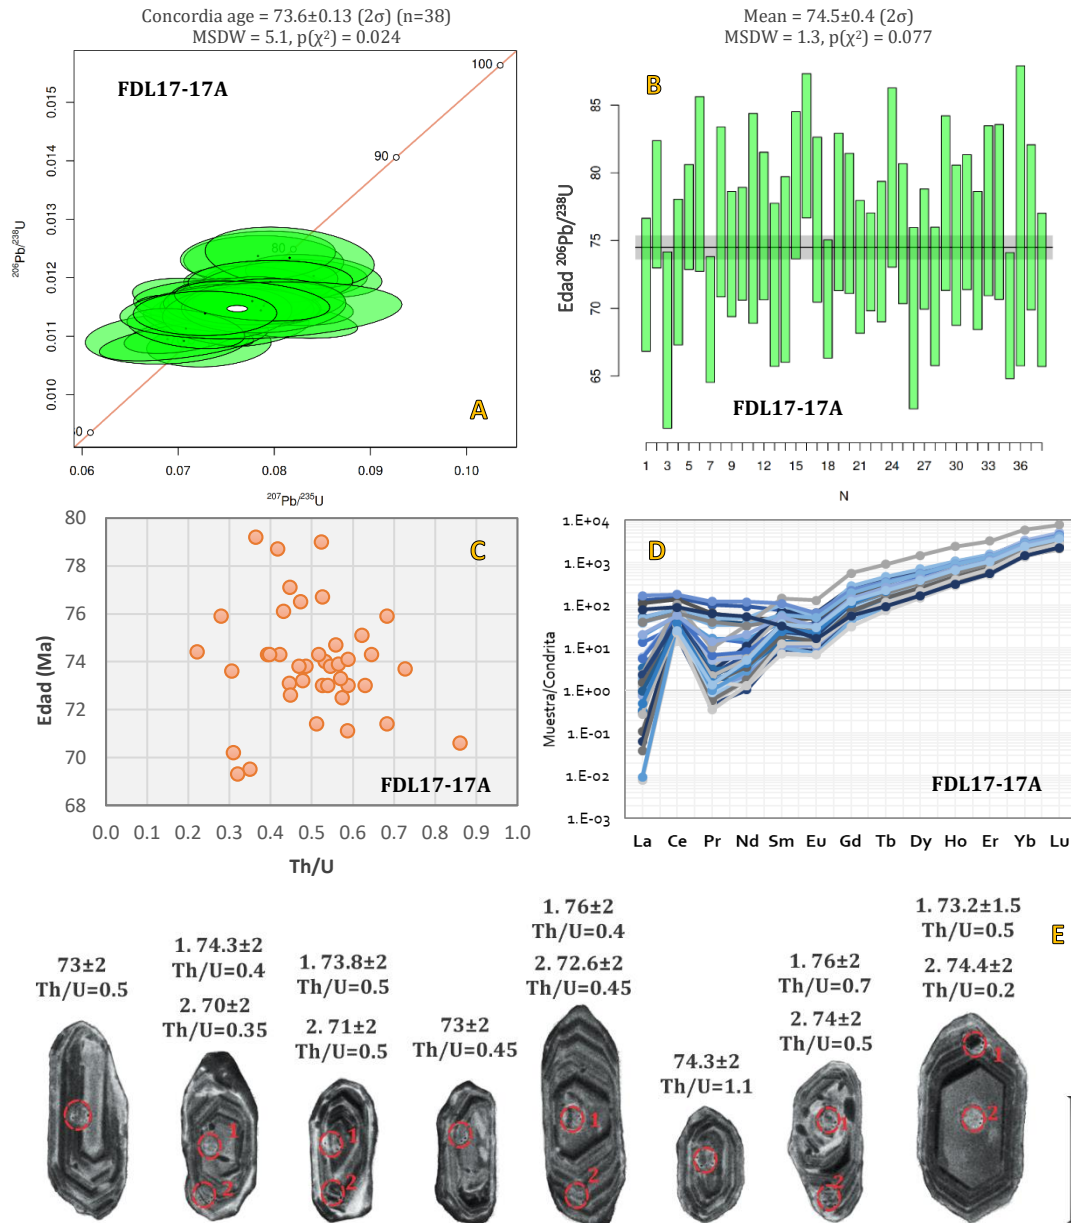 Concordia age = 73.6±0.13 (2σ) (n=38)
MSDW = 5.1, p(χ²) = 0.024
FDL17-17A
A
²⁰⁶Pb/²³⁸U
0.015
0.014
0.013
0.012
0.011
0.010
100
90
80
0.06
0.07
0.08
0.09
0.10
²⁰⁷Pb/²³⁵U
Mean = 74.5±0.4 (2σ)
MSDW = 1.3, p(χ²) = 0.077
B
Edad ²⁰⁶Pb/²³⁸U
85
80
75
70
65
FDL17-17A
1 3 5 7 9 12 15 18 21 24 27 30 33 36
N
C
Edad (Ma)
80
78
76
74
72
70
68
FDL17-17A
0.0 0.1 0.2 0.3 0.4 0.5 0.6 0.7 0.8 0.9 1.0
Th/U
D
Muestra/Condrita
1.E+04
1.E+03
1.E+02
1.E+01
1.E+00
1.E-01
1.E-02
1.E-03
FDL17-17A
La Ce Pr Nd Sm Eu Gd Tb Dy Ho Er Yb Lu
E
73±2
Th/U=0.5
1. 74.3±2
Th/U=0.4
2. 70±2
Th/U=0.35
1
2
1. 73.8±2
Th/U=0.5
2. 71±2
Th/U=0.5
1
2
73±2
Th/U=0.45
1. 76±2
Th/U=0.4
2. 72.6±2
Th/U=0.45
1
2
74.3±2
Th/U=1.1
1. 76±2
Th/U=0.7
2. 74±2
Th/U=0.5
1
2
1. 73.2±1.5
Th/U=0.5
2. 74.4±2
Th/U=0.2
1
2